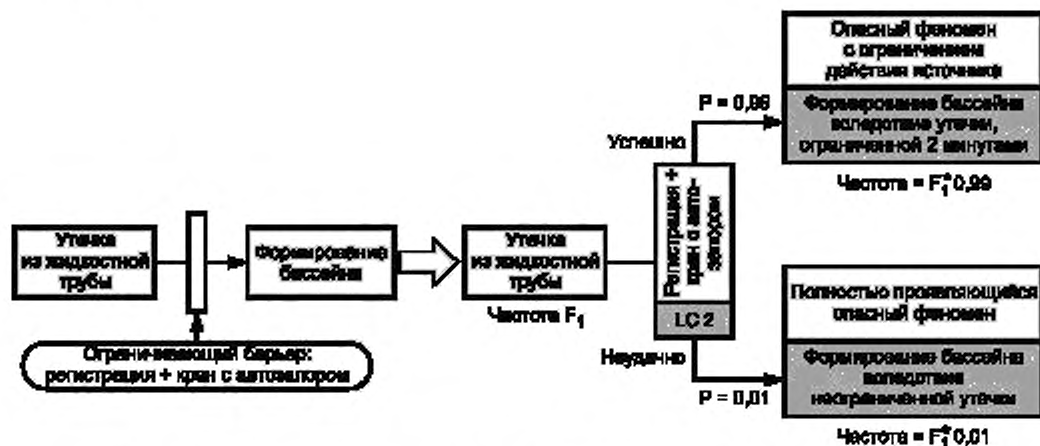 Утечка
из жидкостной
трубы
Ограничивающий барьер:
регистрация + кран с автозапором
Формирование
бассейна
Утечка
из жидкостной
трубы
Частота F1
Регистрация +
кран с авто-
запором
LC 2
Успешно
P = 0,99
Опасный феномен
с ограничением
действия источника
Формирование бассейна
вследствие утечки,
ограниченной 2 минутами
Частота = F1*0,99
Неудачно
P = 0,01
Полностью проявляющийся
опасный феномен
Формирование бассейна
вследствие
неограниченной утечки
Частота = F1*0,01